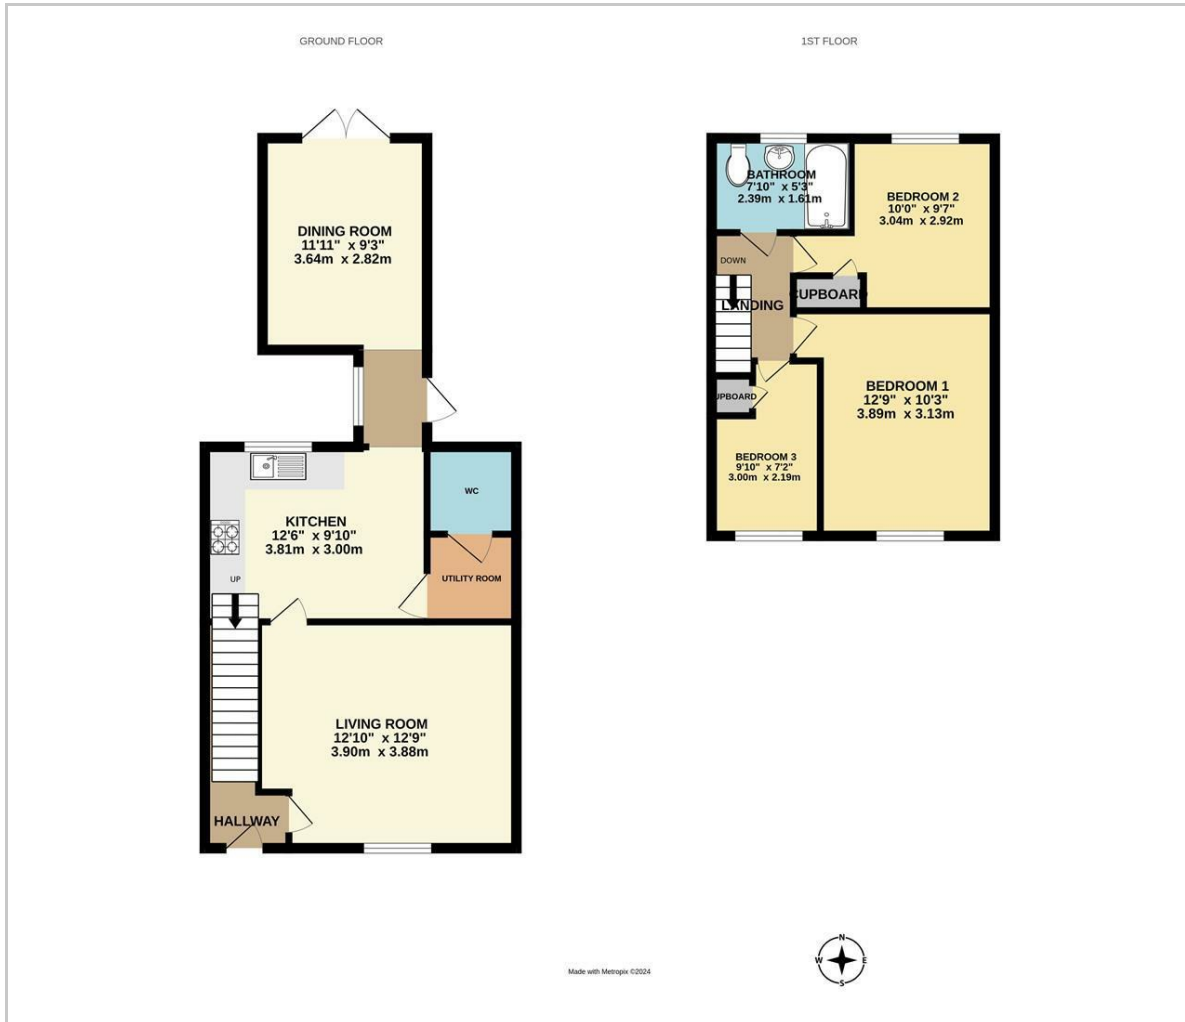 GROUND FLOOR
1ST FLOOR
DINING ROOM
11'11" x 9'3"
3.64m x 2.82m
KITCHEN
12'6" x 9'10"
3.81m x 3.00m
UP
WC
UTILITY ROOM
LIVING ROOM
12'10" x 12'9"
3.90m x 3.88m
HALLWAY
BATHROOM
7'10" x 5'3"
2.39m x 1.61m
BEDROOM 2
10'0" x 9'7"
3.04m x 2.92m
DOWN
CUPBOARD
LANDING
BEDROOM 1
12'9" x 10'3"
3.89m x 3.13m
UPBOARD
BEDROOM 3
9'10" x 7'2"
3.00m x 2.19m
N
W E
S
Made with Metropix ©2024